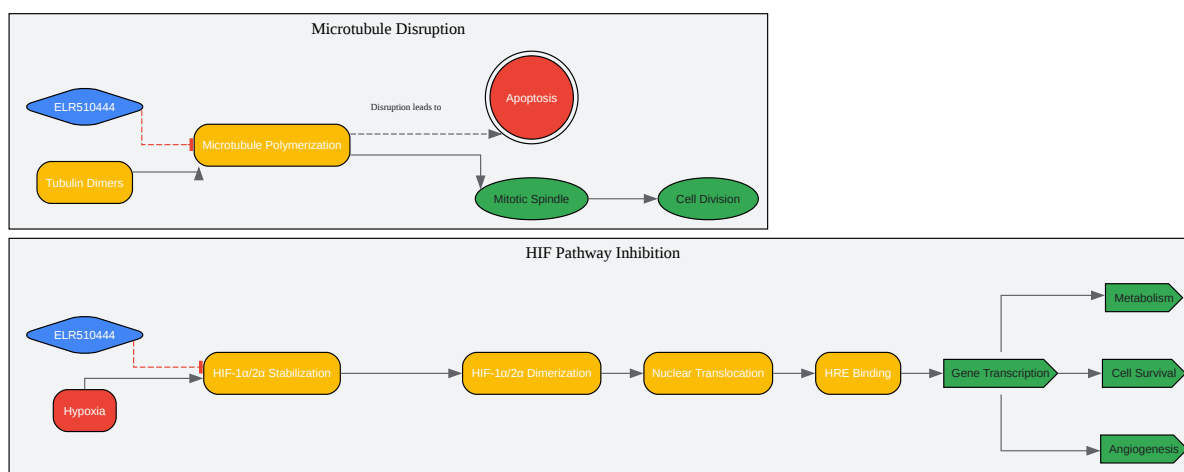 Microtubule Disruption
ELR510444
Disruption leads to
Apoptosis
Microtubule Polymerization
Tubulin Dimers
Mitotic Spindle
Cell Division
HIF Pathway Inhibition
ELR510444
Metabolism
HIF-1α/2α Stabilization
HIF-1α/2α Dimerization
Nuclear Translocation
HRE Binding
Gene Transcription
Cell Survival
Hypoxia
Angiogenesis